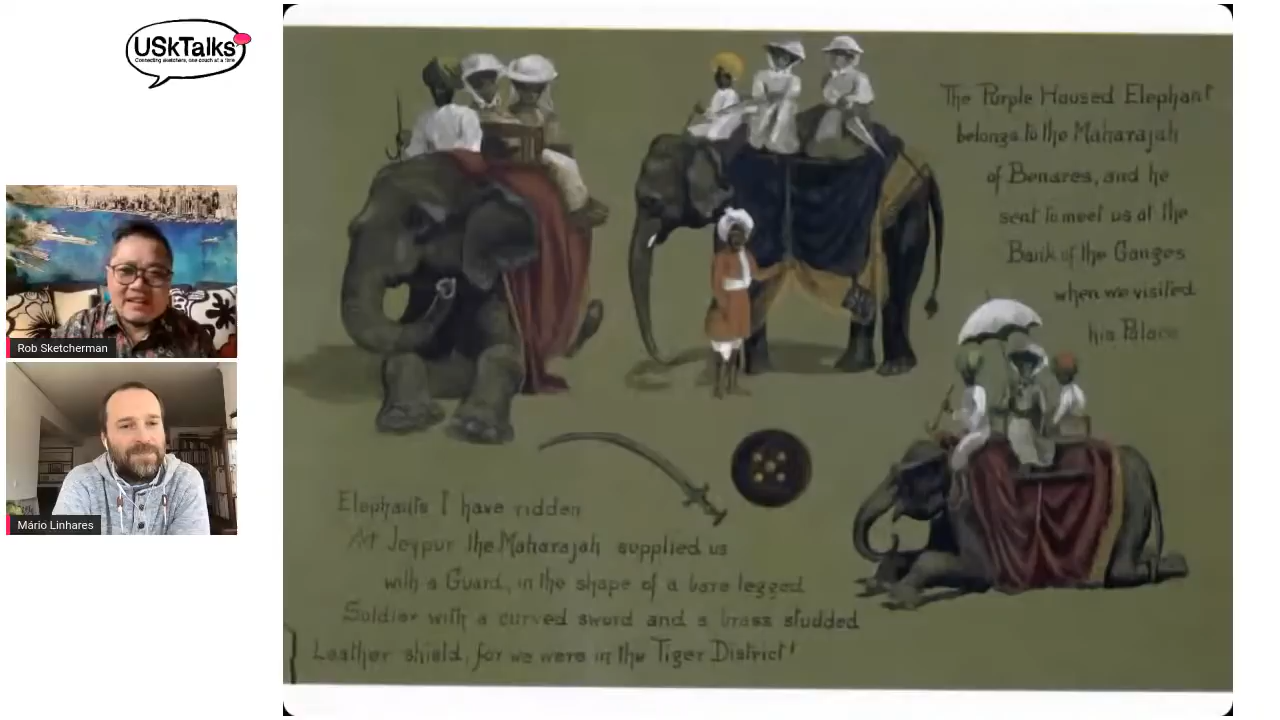 USkTalks
Connecting sketchers, one couch at a time
Rob Sketcherman
Mário Linhares
The Purple Housed Elephant
belongs to the Maharajah
of Benares, and he
sent to meet us at the
Bank of the Ganges
when we visited
his Palace
Elephants I have ridden
At Jeypur the Maharajah supplied us
with a Guard, in the shape of a bare legged
Soldier with a curved sword and a brass studded
Leather shield, for we were in the Tiger District!